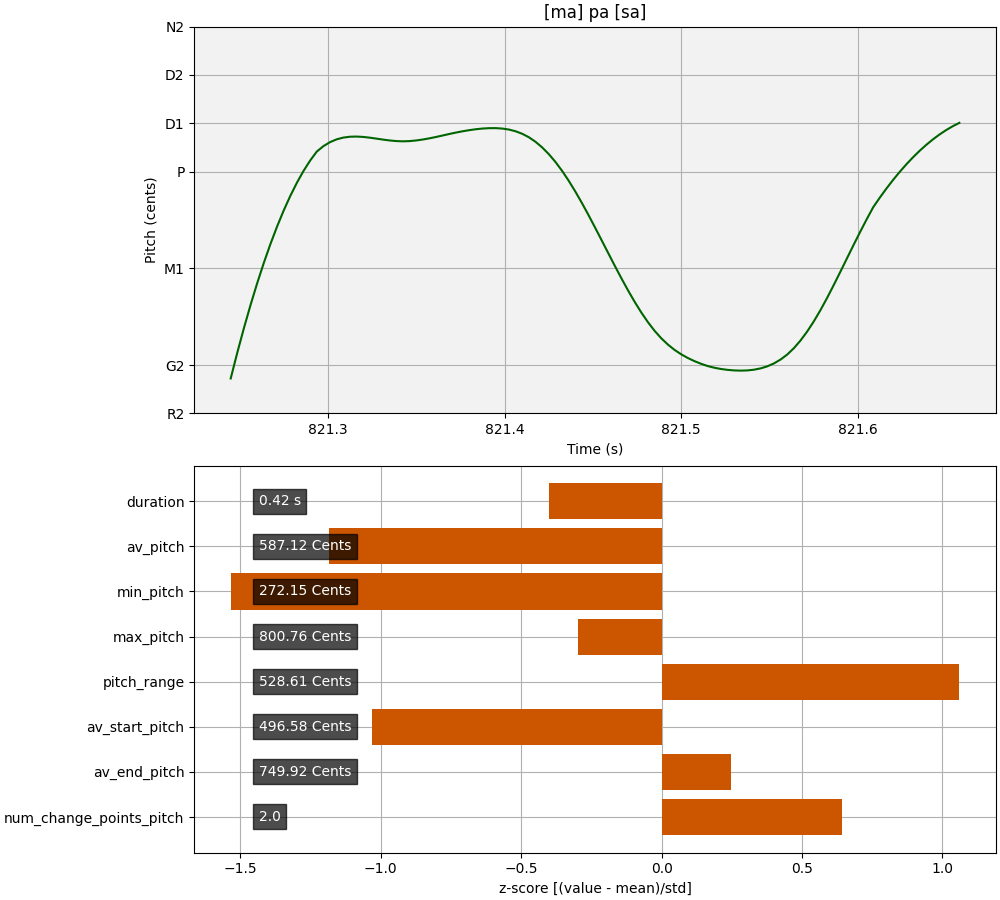 [ma] pa [sa]
N2
D2
D1
P
M1
G2
R2
Pitch (cents)
821.3 821.4 821.5 821.6
Time (s)
duration 0.42 s
av_pitch 587.12 Cents
min_pitch 272.15 Cents
max_pitch 800.76 Cents
pitch_range 528.61 Cents
av_start_pitch 496.58 Cents
av_end_pitch 749.92 Cents
num_change_points_pitch 2.0
−1.5 −1.0 −0.5 0.0 0.5 1.0
z-score [(value - mean)/std]